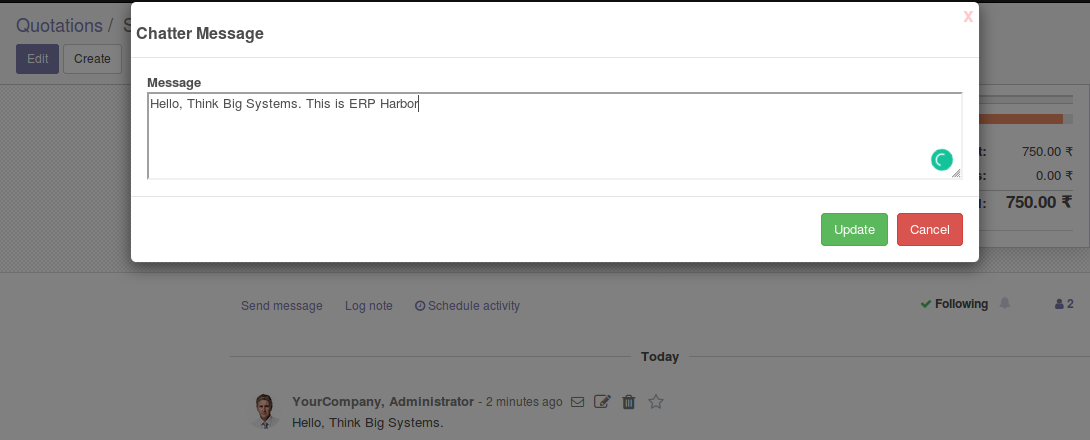 Quotations / S
Edit Create
X
Chatter Message
Message
Hello, Think Big Systems. This is ERP Harbor
t: 750.00 ₹
s: 0.00 ₹
l: 750.00 ₹
Update Cancel
Send message Log note Schedule activity Following 2
Today
YourCompany, Administrator - 2 minutes ago
Hello, Think Big Systems.